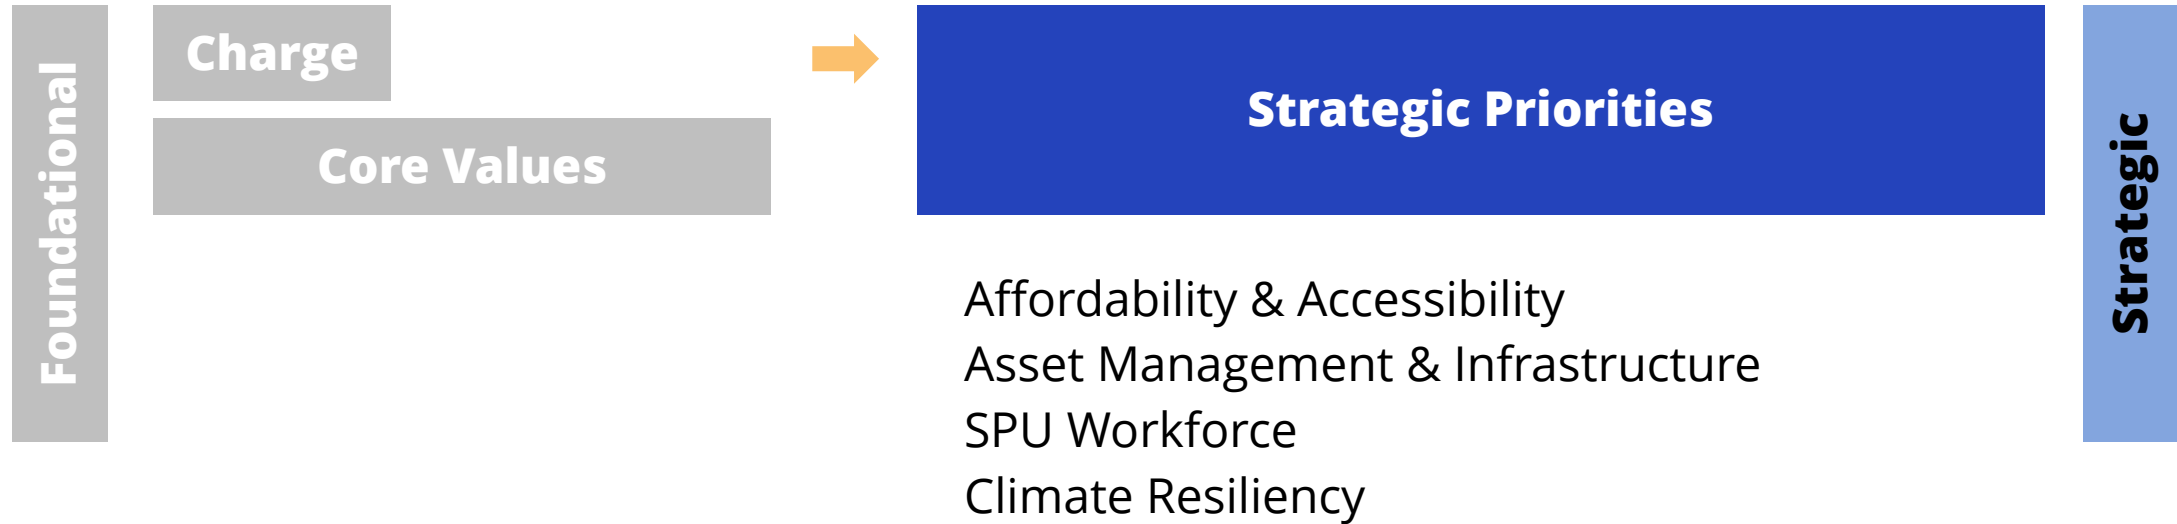 Foundational
Charge
Core Values
Strategic Priorities
Affordability & Accessibility
Asset Management & Infrastructure
SPU Workforce
Climate Resiliency
Strategic